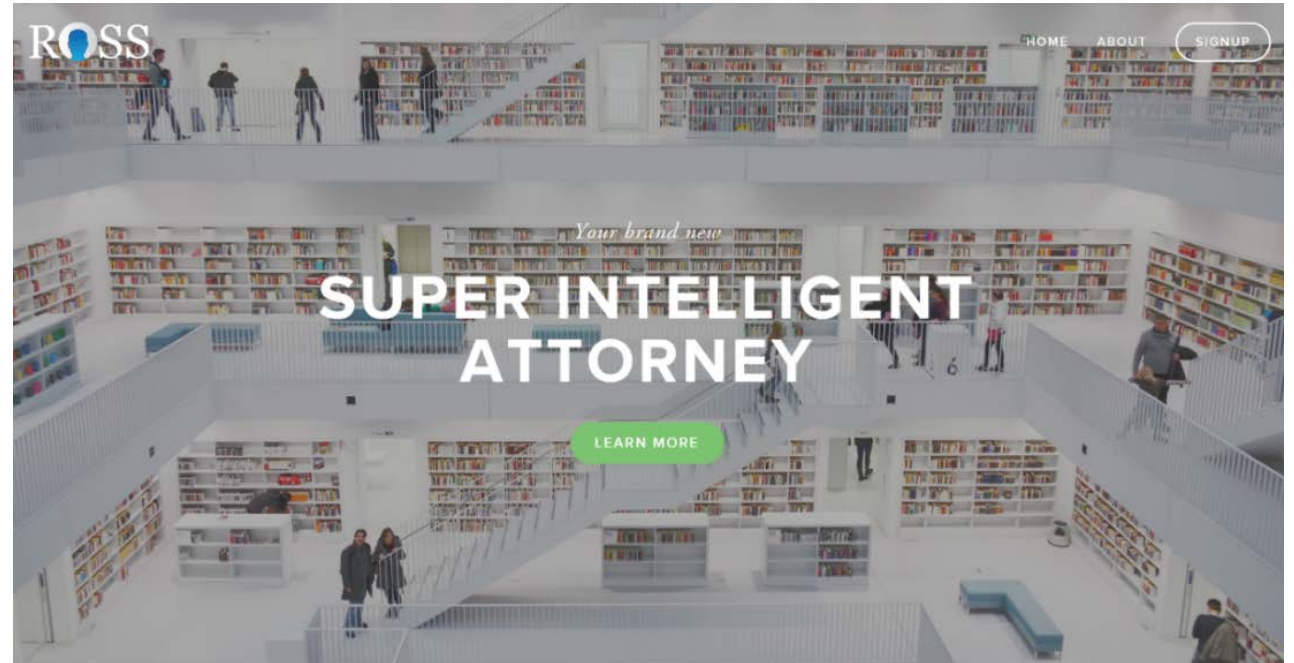 ROSS
HOME ABOUT SIGNUP
Your brand new
SUPER INTELLIGENT
ATTORNEY
LEARN MORE